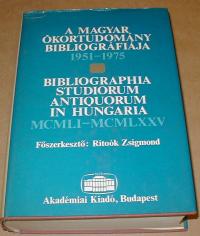 A MAGYAR
ÓKORTUDOMÁNY
BIBLIOGRÁFIÁJA
1951–1975
BIBLIOGRAPHIA
STUDIORUM
ANTIQUORUM
IN HUNGARIA
MCMLI–MCMLXXV
Főszerkesztő: Ritoók Zsigmond
Akadémiai Kiadó, Budapest